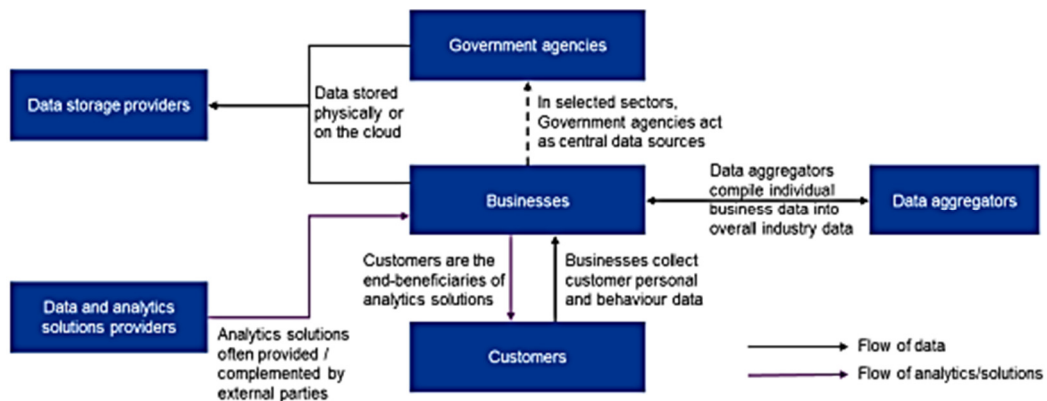 Government agencies
Data storage providers
Data stored
physically or
on the cloud
In selected sectors,
Government agencies act
as central data sources
Data aggregators
compile individual
business data into
overall industry data
Businesses
Data aggregators
Customers are the
end-beneficiaries of
analytics solutions
Businesses collect
customer personal
and behaviour data
Data and analytics
solutions providers
Analytics solutions
often provided /
complemented by
external parties
Customers
Flow of data
Flow of analytics/solutions